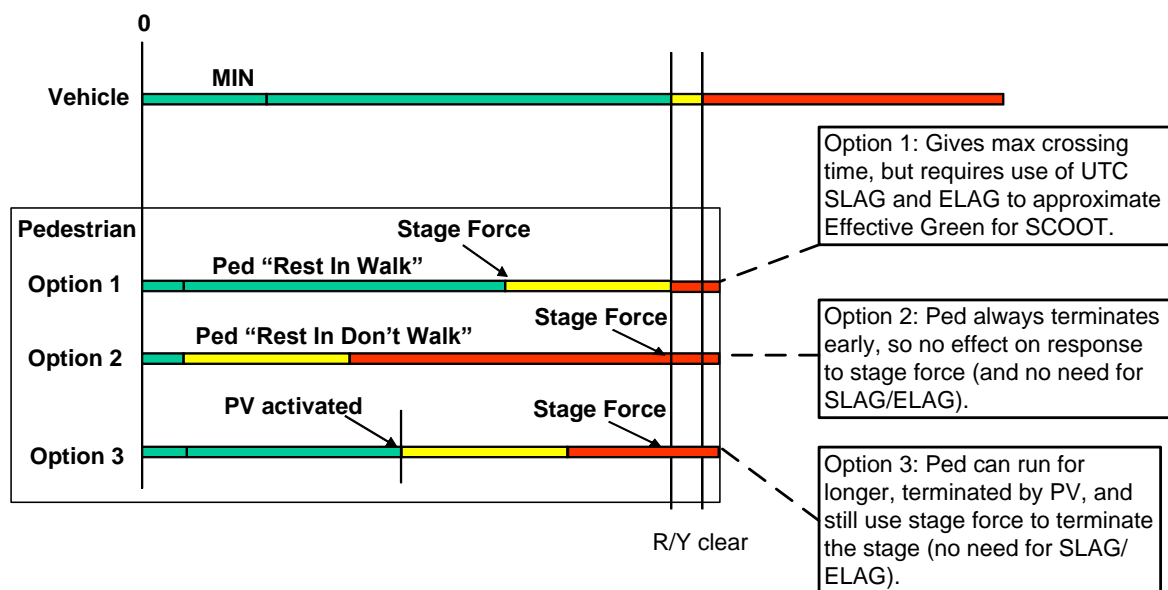 0
MIN
Vehicle
Option 1: Gives max crossing
time, but requires use of UTC
SLAG and ELAG to approximate
Effective Green for SCOOT.
Pedestrian
Stage Force
Ped “Rest In Walk”
Option 1
Stage Force
Ped “Rest In Don’t Walk”
Option 2
Option 2: Ped always terminates
early, so no effect on response
to stage force (and no need for
SLAG/ELAG).
PV activated
Stage Force
Option 3
Option 3: Ped can run for
longer, terminated by PV, and
still use stage force to terminate
the stage (no need for SLAG/
ELAG).
R/Y clear